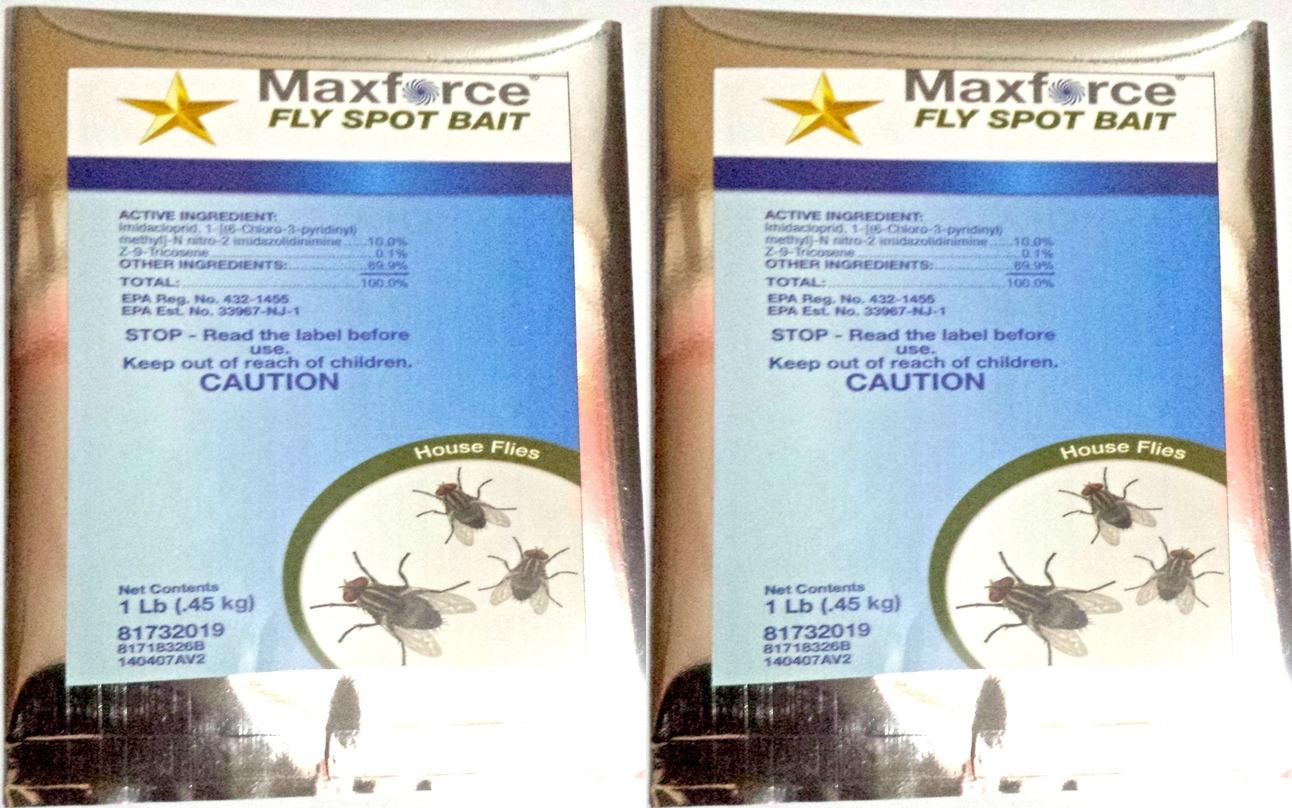 Maxforce®
FLY SPOT BAIT
ACTIVE INGREDIENT:
Imidacloprid, 1-[(6-Chloro-3-pyridinyl)
methyl]-N nitro-2 imidazolidinimine.....10.0%
Z-9-Tricosene..........0.1%
OTHER INGREDIENTS:..........89.9%
TOTAL:..........100.0%
EPA Reg. No. 432-1455
EPA Est. No. 33967-NJ-1
STOP - Read the label before
use.
Keep out of reach of children.
CAUTION
House Flies
Net Contents
1 Lb (.45 kg)
81732019
81718326B
140407AV2
Maxforce®
FLY SPOT BAIT
ACTIVE INGREDIENT:
Imidacloprid, 1-[(6-Chloro-3-pyridinyl)
methyl]-N nitro-2 imidazolidinimine.....10.0%
Z-9-Tricosene..........0.1%
OTHER INGREDIENTS:..........89.9%
TOTAL:..........100.0%
EPA Reg. No. 432-1455
EPA Est. No. 33967-NJ-1
STOP - Read the label before
use.
Keep out of reach of children.
CAUTION
House Flies
Net Contents
1 Lb (.45 kg)
81732019
81718326B
140407AV2